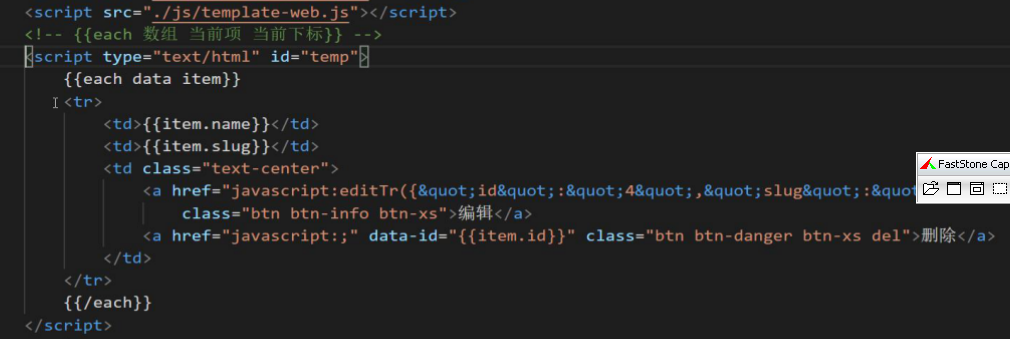 <script src="./js/template-web.js"></script>
<!-- {{each 数组 当前项 当前下标}} -->
<script type="text/html" id="temp">
{{each data item}}
<tr>
<td>{{item.name}}</td>
<td>{{item.slug}}</td>
<td class="text-center">
<a href="javascript:editTr({&quot;id&quot;:&quot;4&quot;,&quot;slug&quot;:&quot
class="btn btn-info btn-xs">编辑</a>
<a href="javascript:;" data-id="{{item.id}}" class="btn btn-danger btn-xs del">删除</a>
</td>
</tr>
{{/each}}
</script>
FastStone Cap